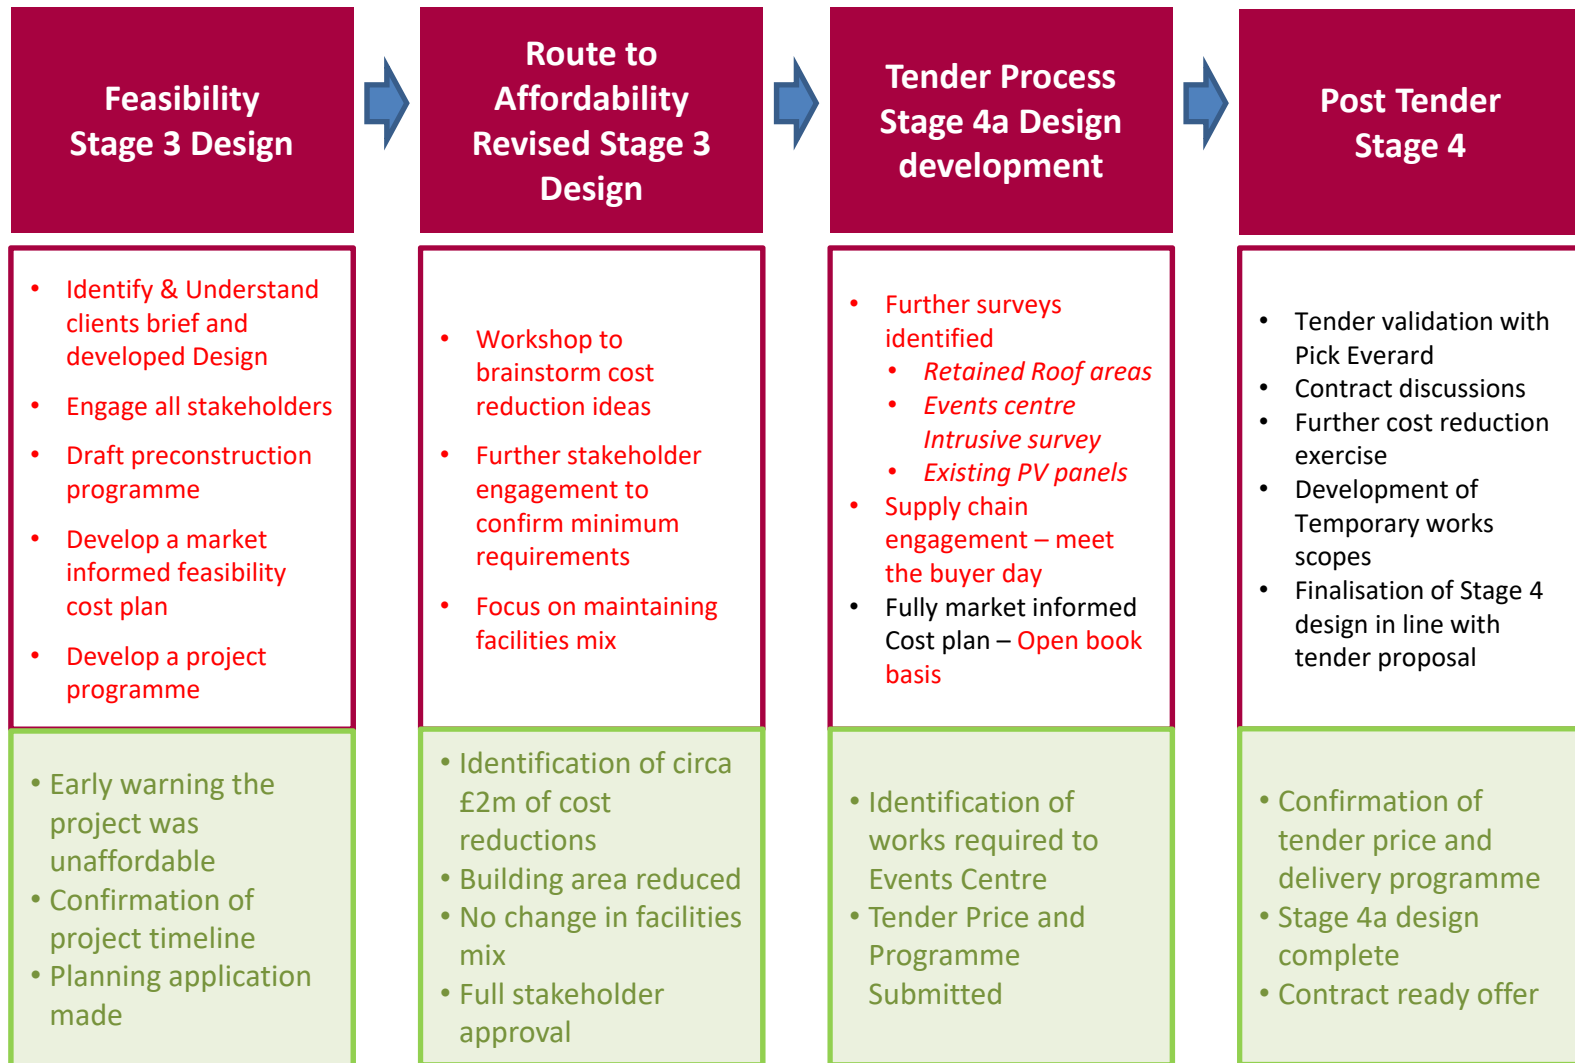 Feasibility
Stage 3 Design
Route to
Affordability
Revised Stage 3
Design
Tender Process
Stage 4a Design
development
Post Tender
Stage 4
• Identify & Understand
clients brief and
developed Design
• Engage all stakeholders
• Draft preconstruction
programme
• Develop a market
informed feasibility
cost plan
• Develop a project
programme
• Workshop to
brainstorm cost
reduction ideas
• Further stakeholder
engagement to
confirm minimum
requirements
• Focus on maintaining
facilities mix
• Further surveys
identified
• Retained Roof areas
• Events centre
Intrusive survey
• Existing PV panels
• Supply chain
engagement – meet
the buyer day
• Fully market informed
Cost plan – Open book
basis
• Tender validation with
Pick Everard
• Contract discussions
• Further cost reduction
exercise
• Development of
Temporary works
scopes
• Finalisation of Stage 4
design in line with
tender proposal
• Early warning the
project was
unaffordable
• Confirmation of
project timeline
• Planning application
made
• Identification of circa
£2m of cost
reductions
• Building area reduced
• No change in facilities
mix
• Full stakeholder
approval
• Identification of
works required to
Events Centre
• Tender Price and
Programme
Submitted
• Confirmation of
tender price and
delivery programme
• Stage 4a design
complete
• Contract ready offer